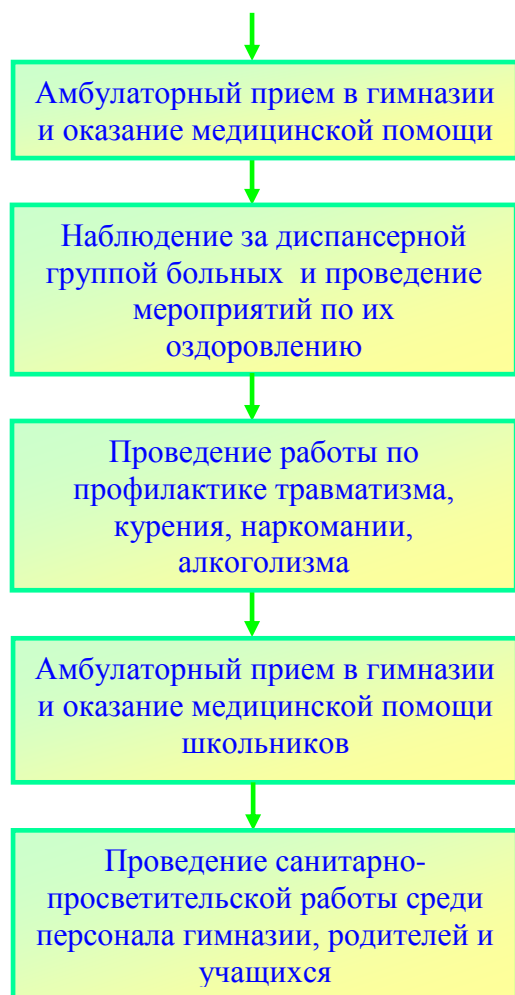 Амбулаторный прием в гимназии
и оказание медицинской помощи
Наблюдение за диспансерной
группой больных и проведение
мероприятий по их
оздоровлению
Проведение работы по
профилактике травматизма,
курения, наркомании,
алкоголизма
Амбулаторный прием в гимназии
и оказание медицинской помощи
школьников
Проведение санитарно-
просветительской работы среди
персонала гимназии, родителей и
учащихся